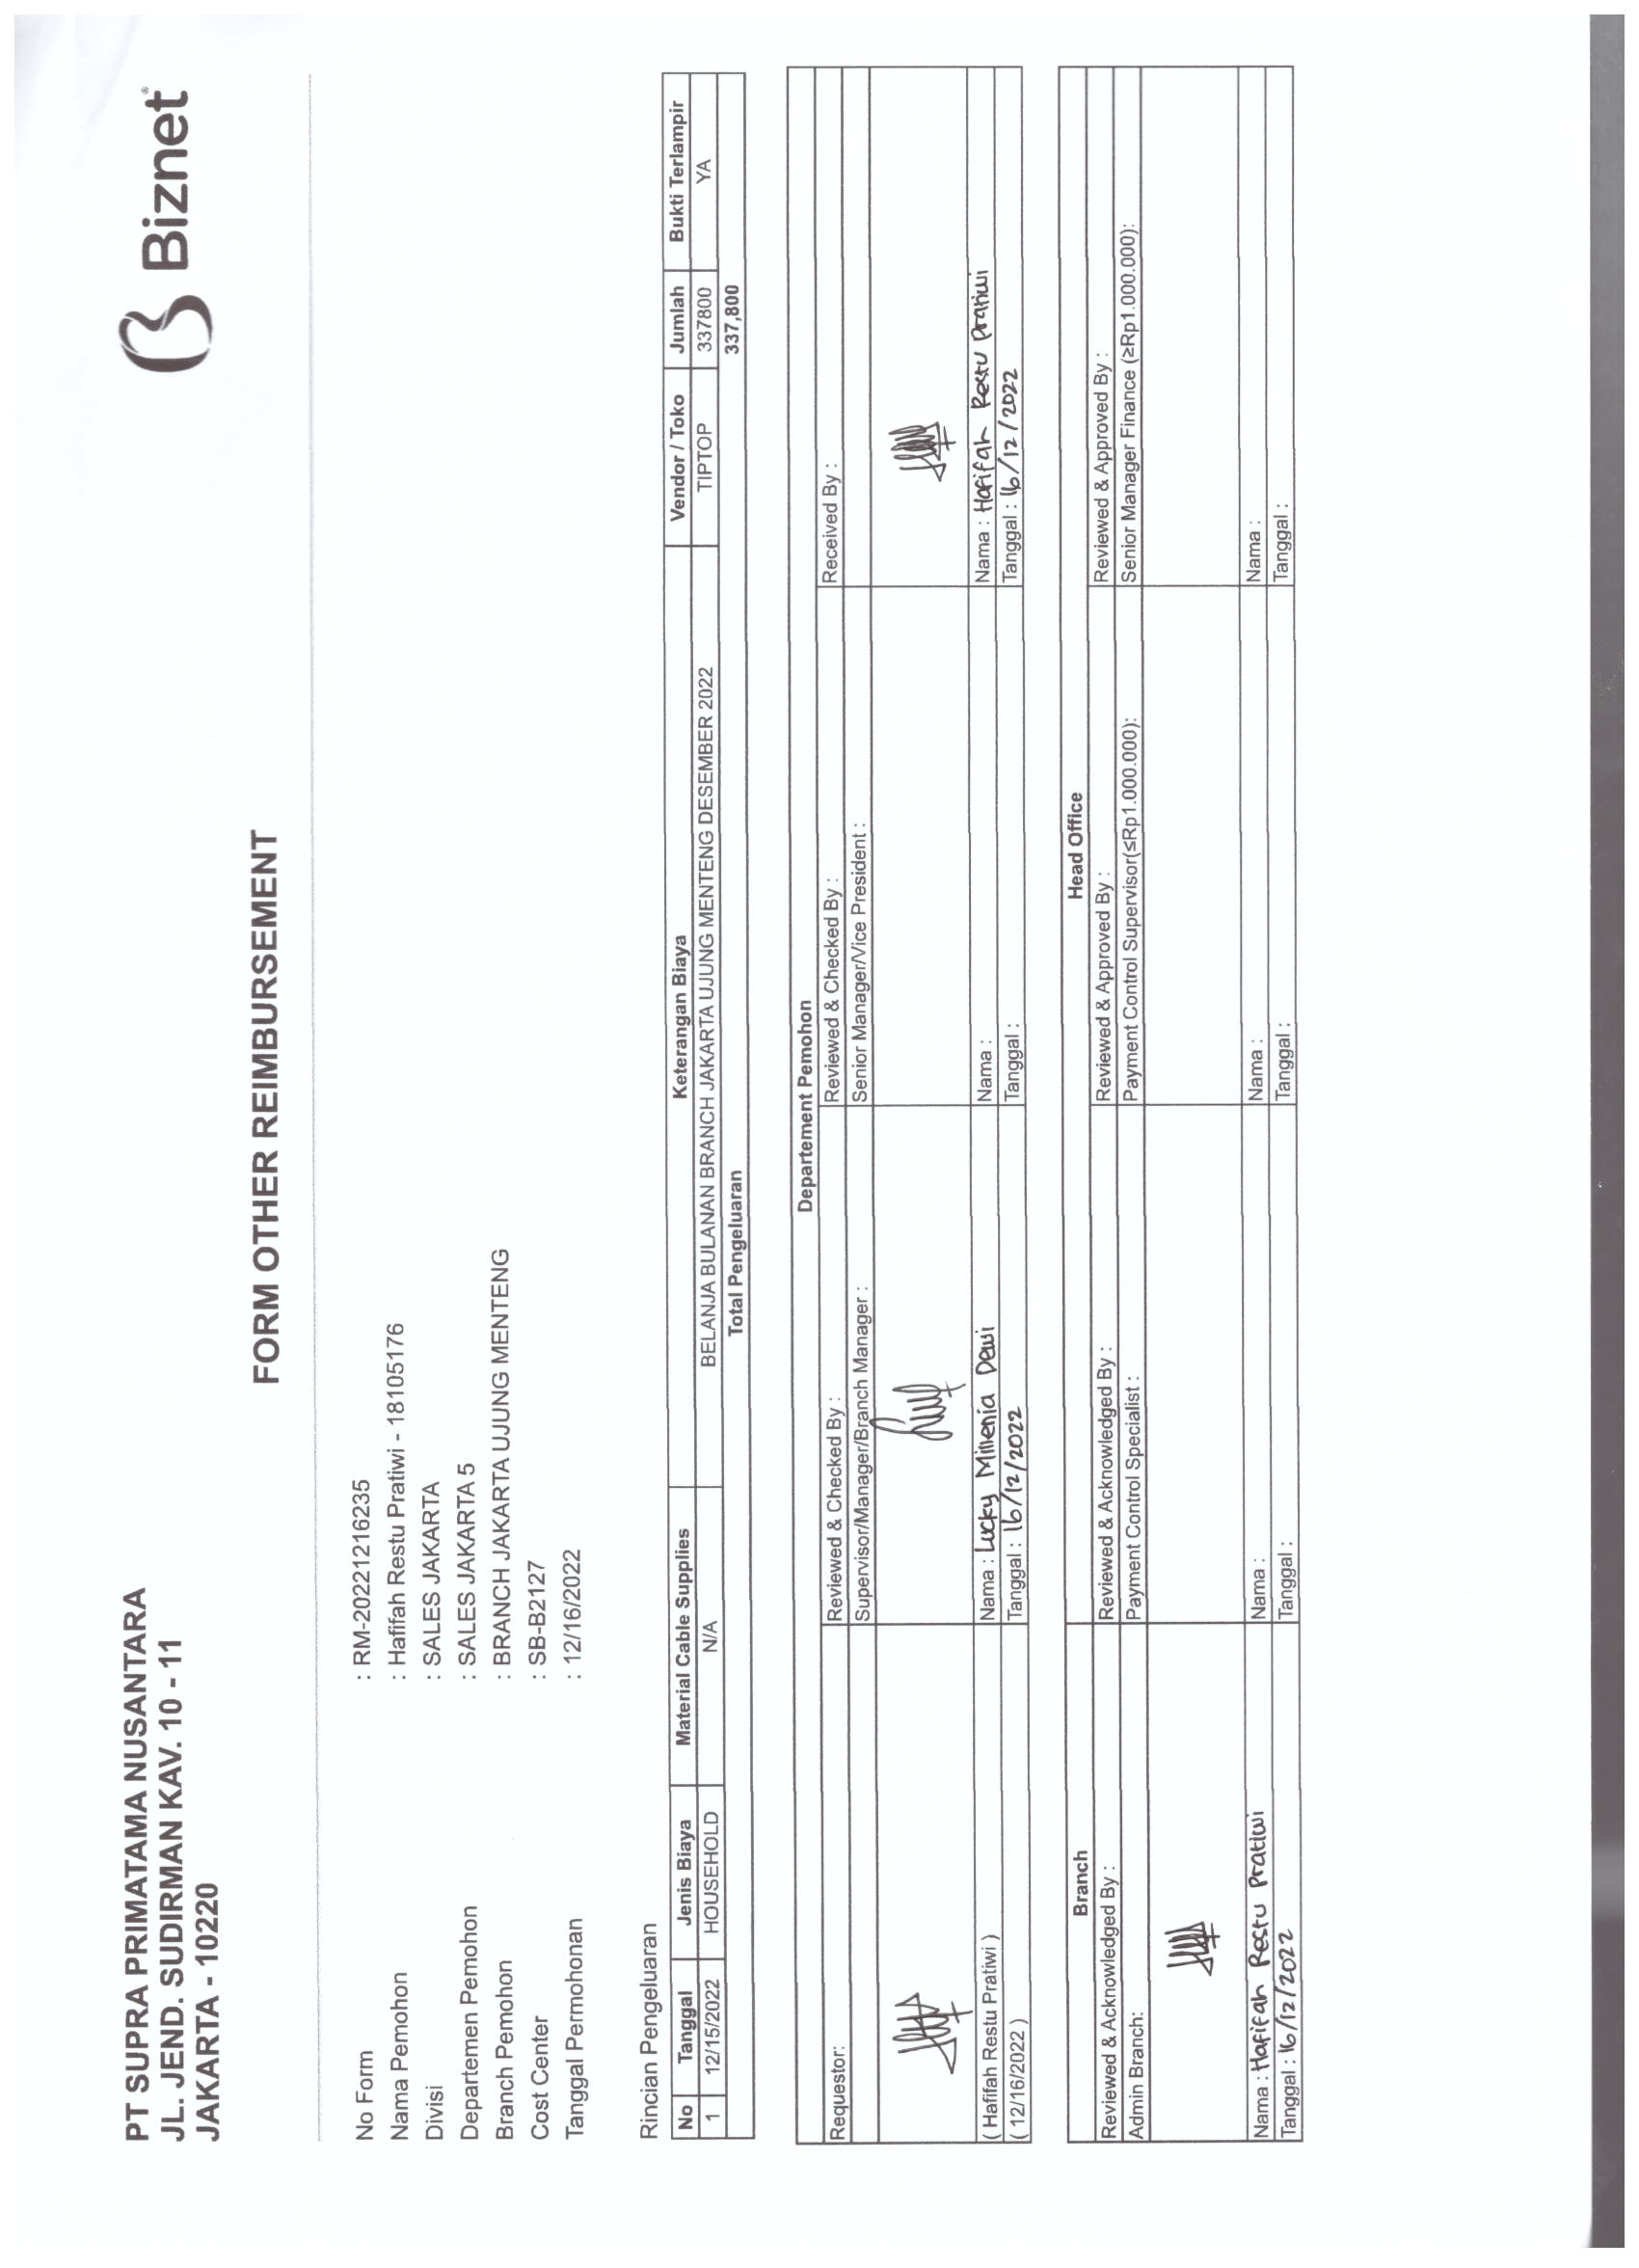 PT SUPRA PRIMATAMA NUSANTARA
JL. JEND. SUDIRMAN KAV. 10 - 11
JAKARTA - 10220
Biznet
FORM OTHER REIMBURSEMENT
No Form : RM-20221216235
Nama Pemohon : Hafifah Restu Pratiwi - 18105176
Divisi : SALES JAKARTA
Departemen Pemohon : SALES JAKARTA 5
Branch Pemohon : BRANCH JAKARTA UJUNG MENTENG
Cost Center : SB-B2127
Tanggal Permohonan : 12/16/2022
Rincian Pengeluaran
No Tanggal Jenis Biaya Material Cable Supplies Keterangan Biaya Vendor / Toko Jumlah Bukti Terlampir
1 12/15/2022 HOUSEHOLD N/A BELANJA BULANAN BRANCH JAKARTA UJUNG MENTENG DESEMBER 2022 TIPTOP 337800 YA
Total Pengeluaran 337,800
Departement Pemohon
Requestor: Reviewed & Checked By : Reviewed & Checked By : Received By :
Supervisor/Manager/Branch Manager : Senior Manager/Vice President :
( Hafifah Restu Pratiwi ) Nama : Lucky Millenia Dewi Nama : Nama : Hafifah Restu Pratiwi
( 12/16/2022 ) Tanggal : 16/12/2022 Tanggal : Tanggal : 16/12/2022
Branch Head Office
Reviewed & Acknowledged By : Reviewed & Acknowledged By : Reviewed & Approved By : Reviewed & Approved By :
Admin Branch: Payment Control Specialist : Payment Control Supervisor(≤Rp1.000.000): Senior Manager Finance (≥Rp1.000.000):
Nama : Hafifah Restu Pratiwi Nama : Nama : Nama :
Tanggal : 16/12/2022 Tanggal : Tanggal : Tanggal :